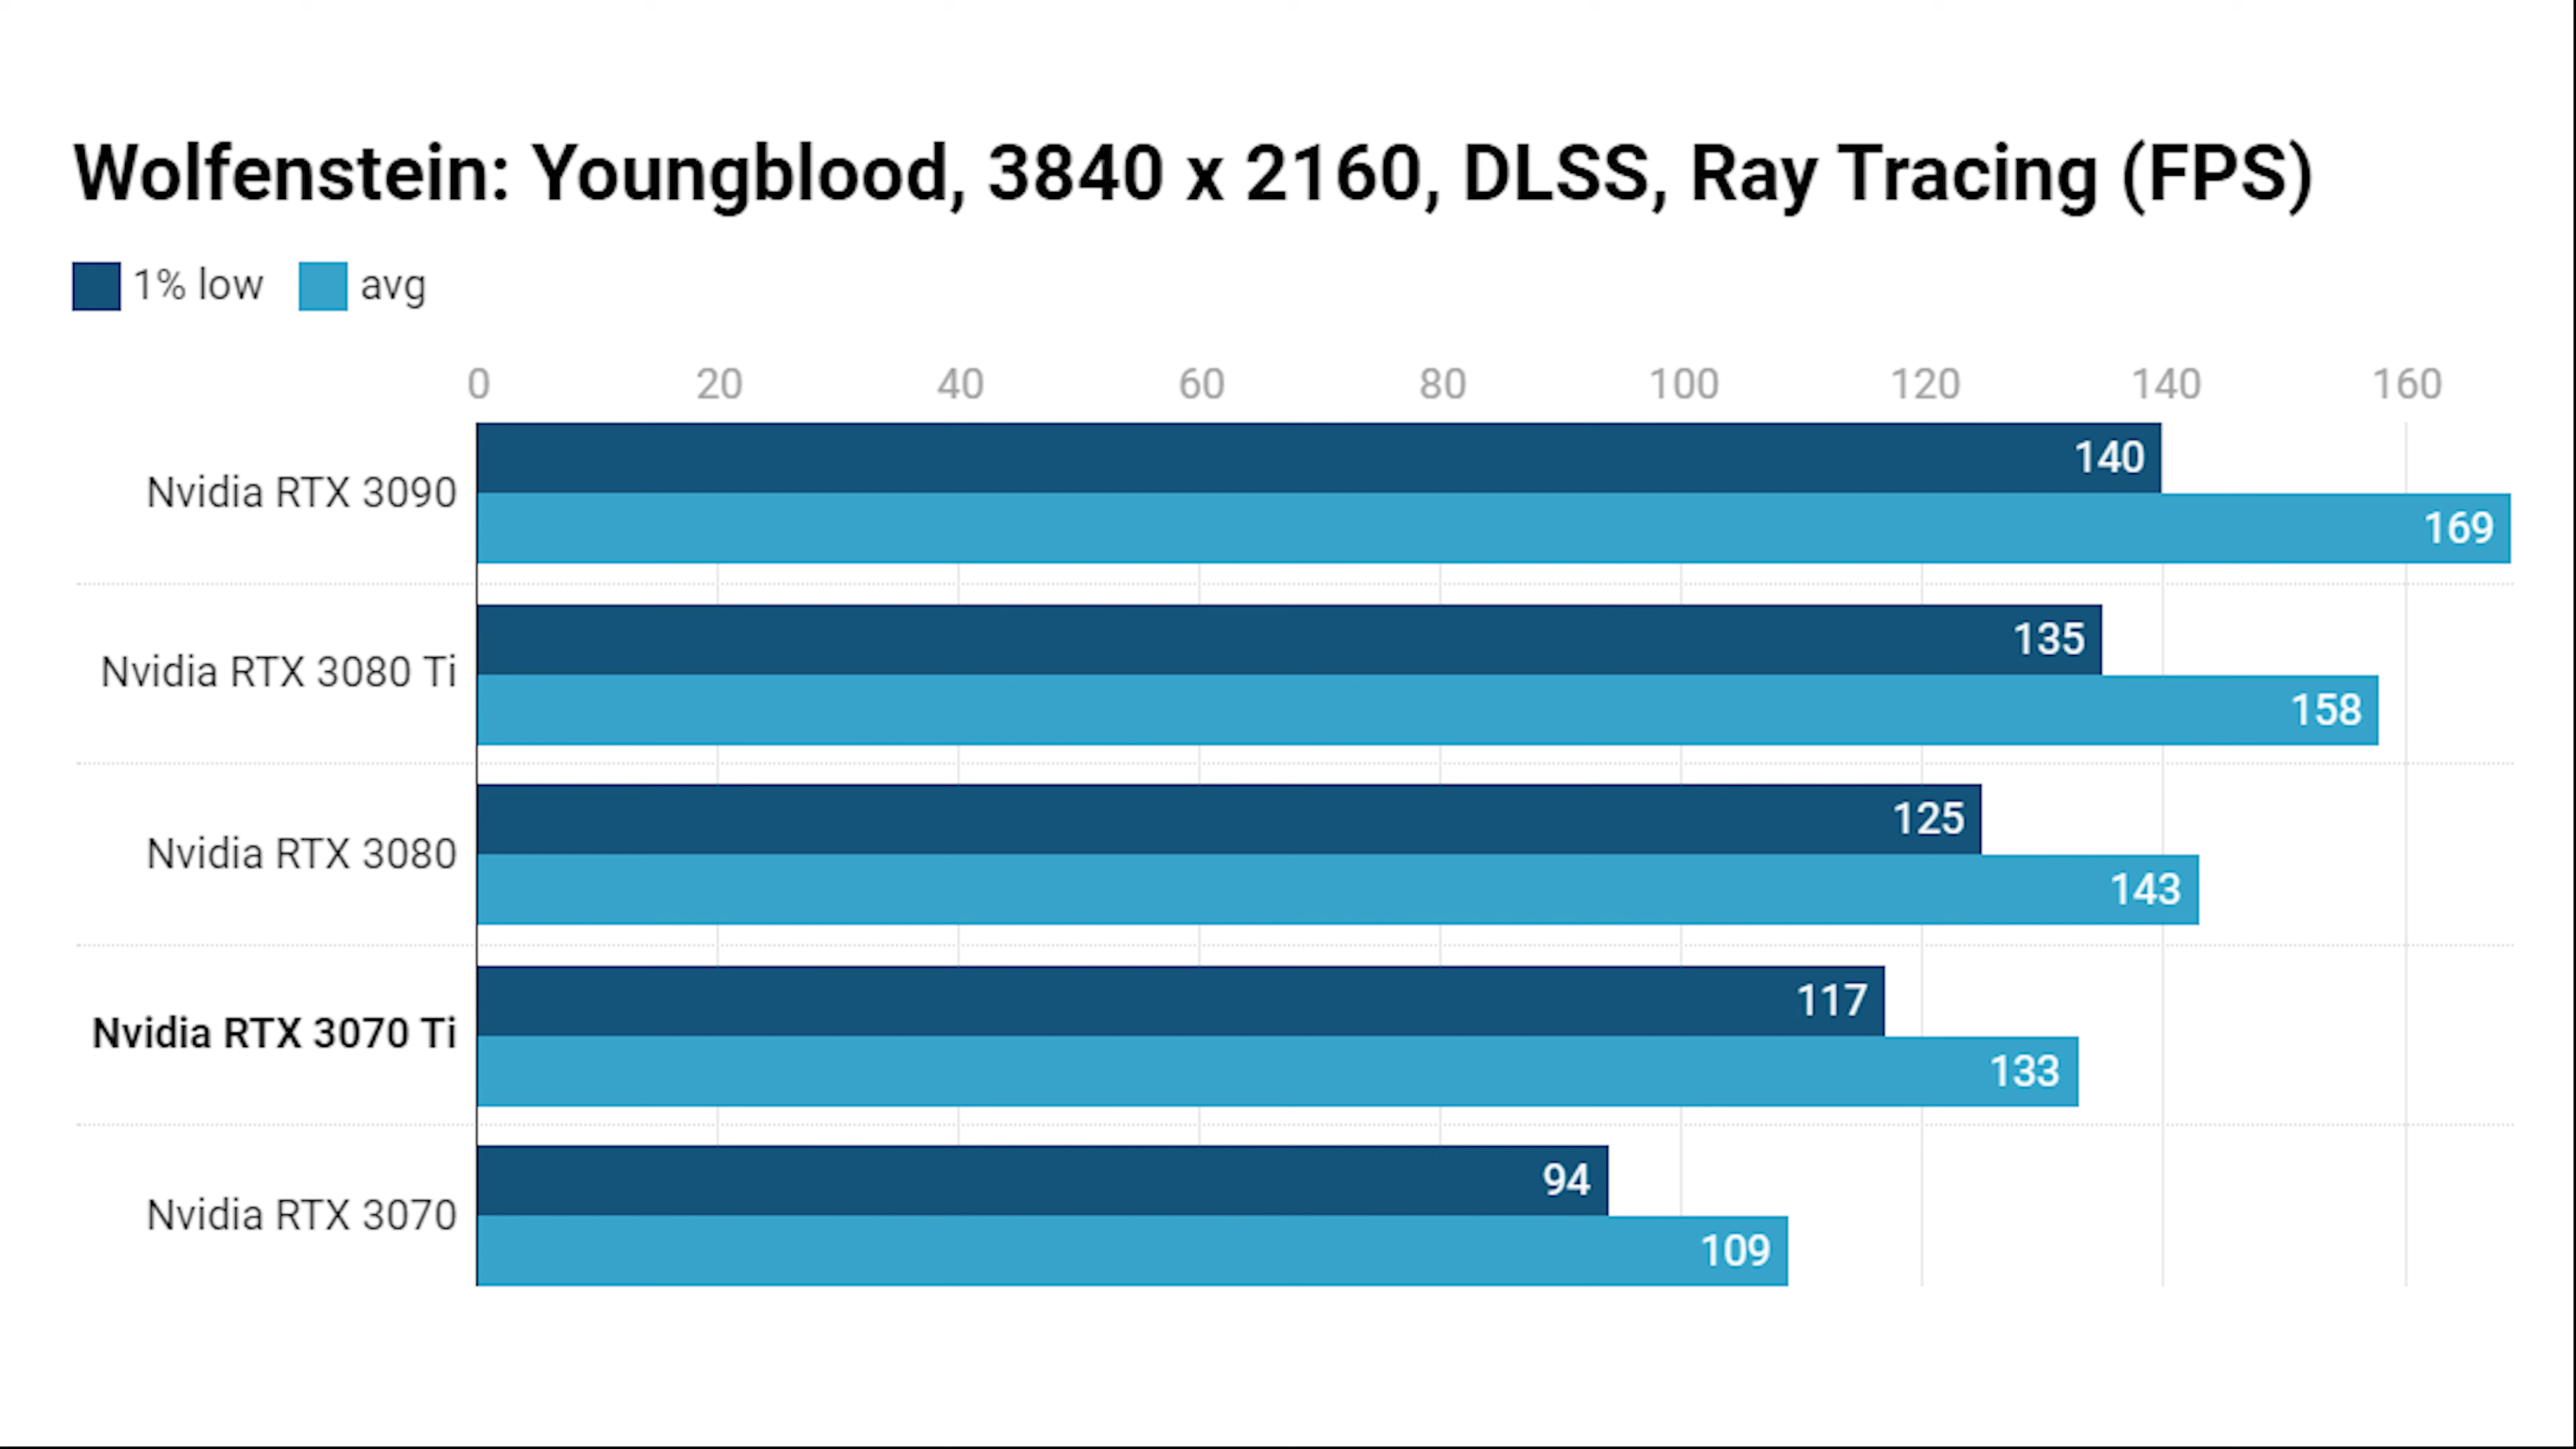 Wolfenstein: Youngblood, 3840 x 2160, DLSS, Ray Tracing (FPS)
1% low avg
0 20 40 60 80 100 120 140 160
140
Nvidia RTX 3090
169
135
Nvidia RTX 3080 Ti
158
125
Nvidia RTX 3080
143
117
Nvidia RTX 3070 Ti
133
94
Nvidia RTX 3070
109